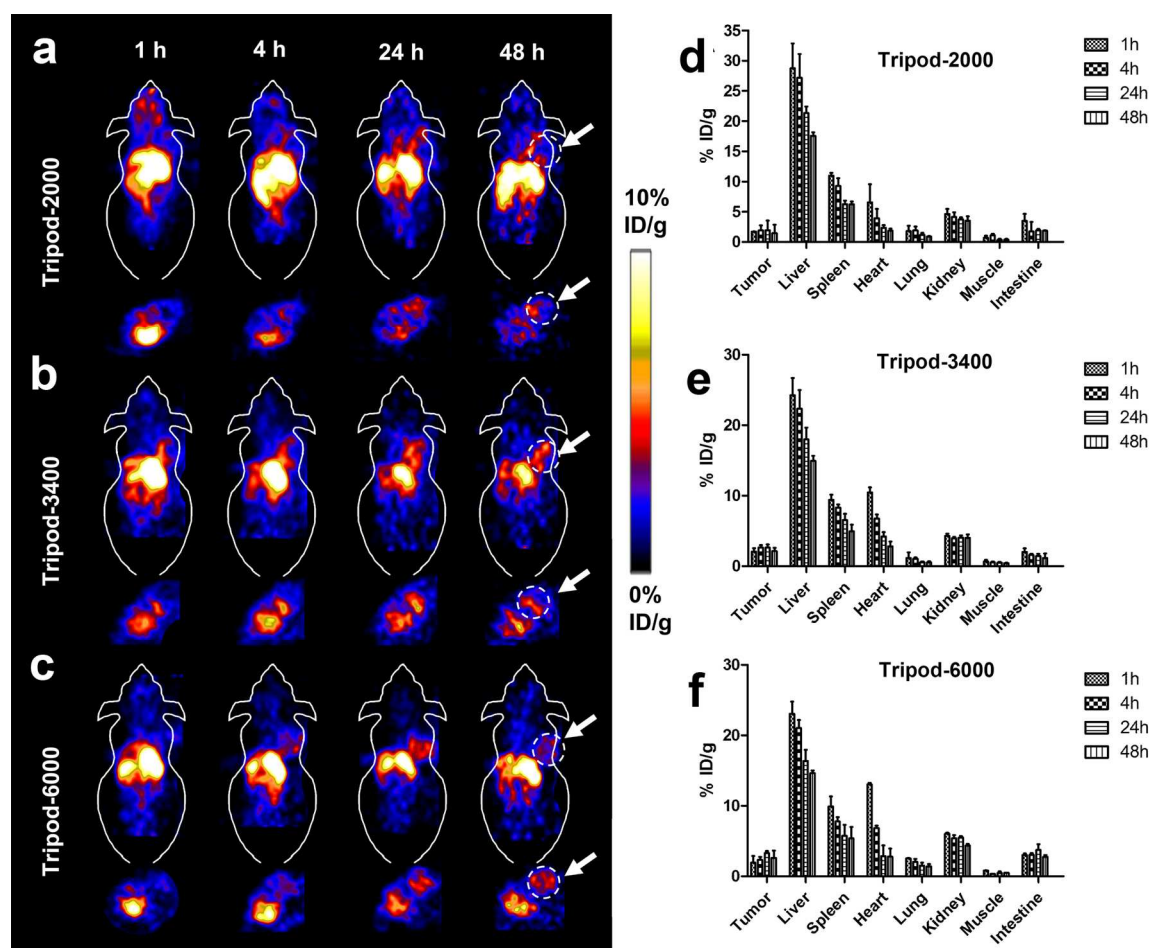 a
1 h
4 h
24 h
48 h
Tripod-2000
b
Tripod-3400
c
Tripod-6000
10%
ID/g
0%
ID/g
d
Tripod-2000
% ID/g
35
30
25
20
15
10
5
0
Tumor
Liver
Spleen
Heart
Lung
Kidney
Muscle
Intestine
1h
4h
24h
48h
e
Tripod-3400
% ID/g
30
20
10
0
Tumor
Liver
Spleen
Heart
Lung
Kidney
Muscle
Intestine
1h
4h
24h
48h
f
Tripod-6000
% ID/g
30
20
10
0
Tumor
Liver
Spleen
Heart
Lung
Kidney
Muscle
Intestine
1h
4h
24h
48h